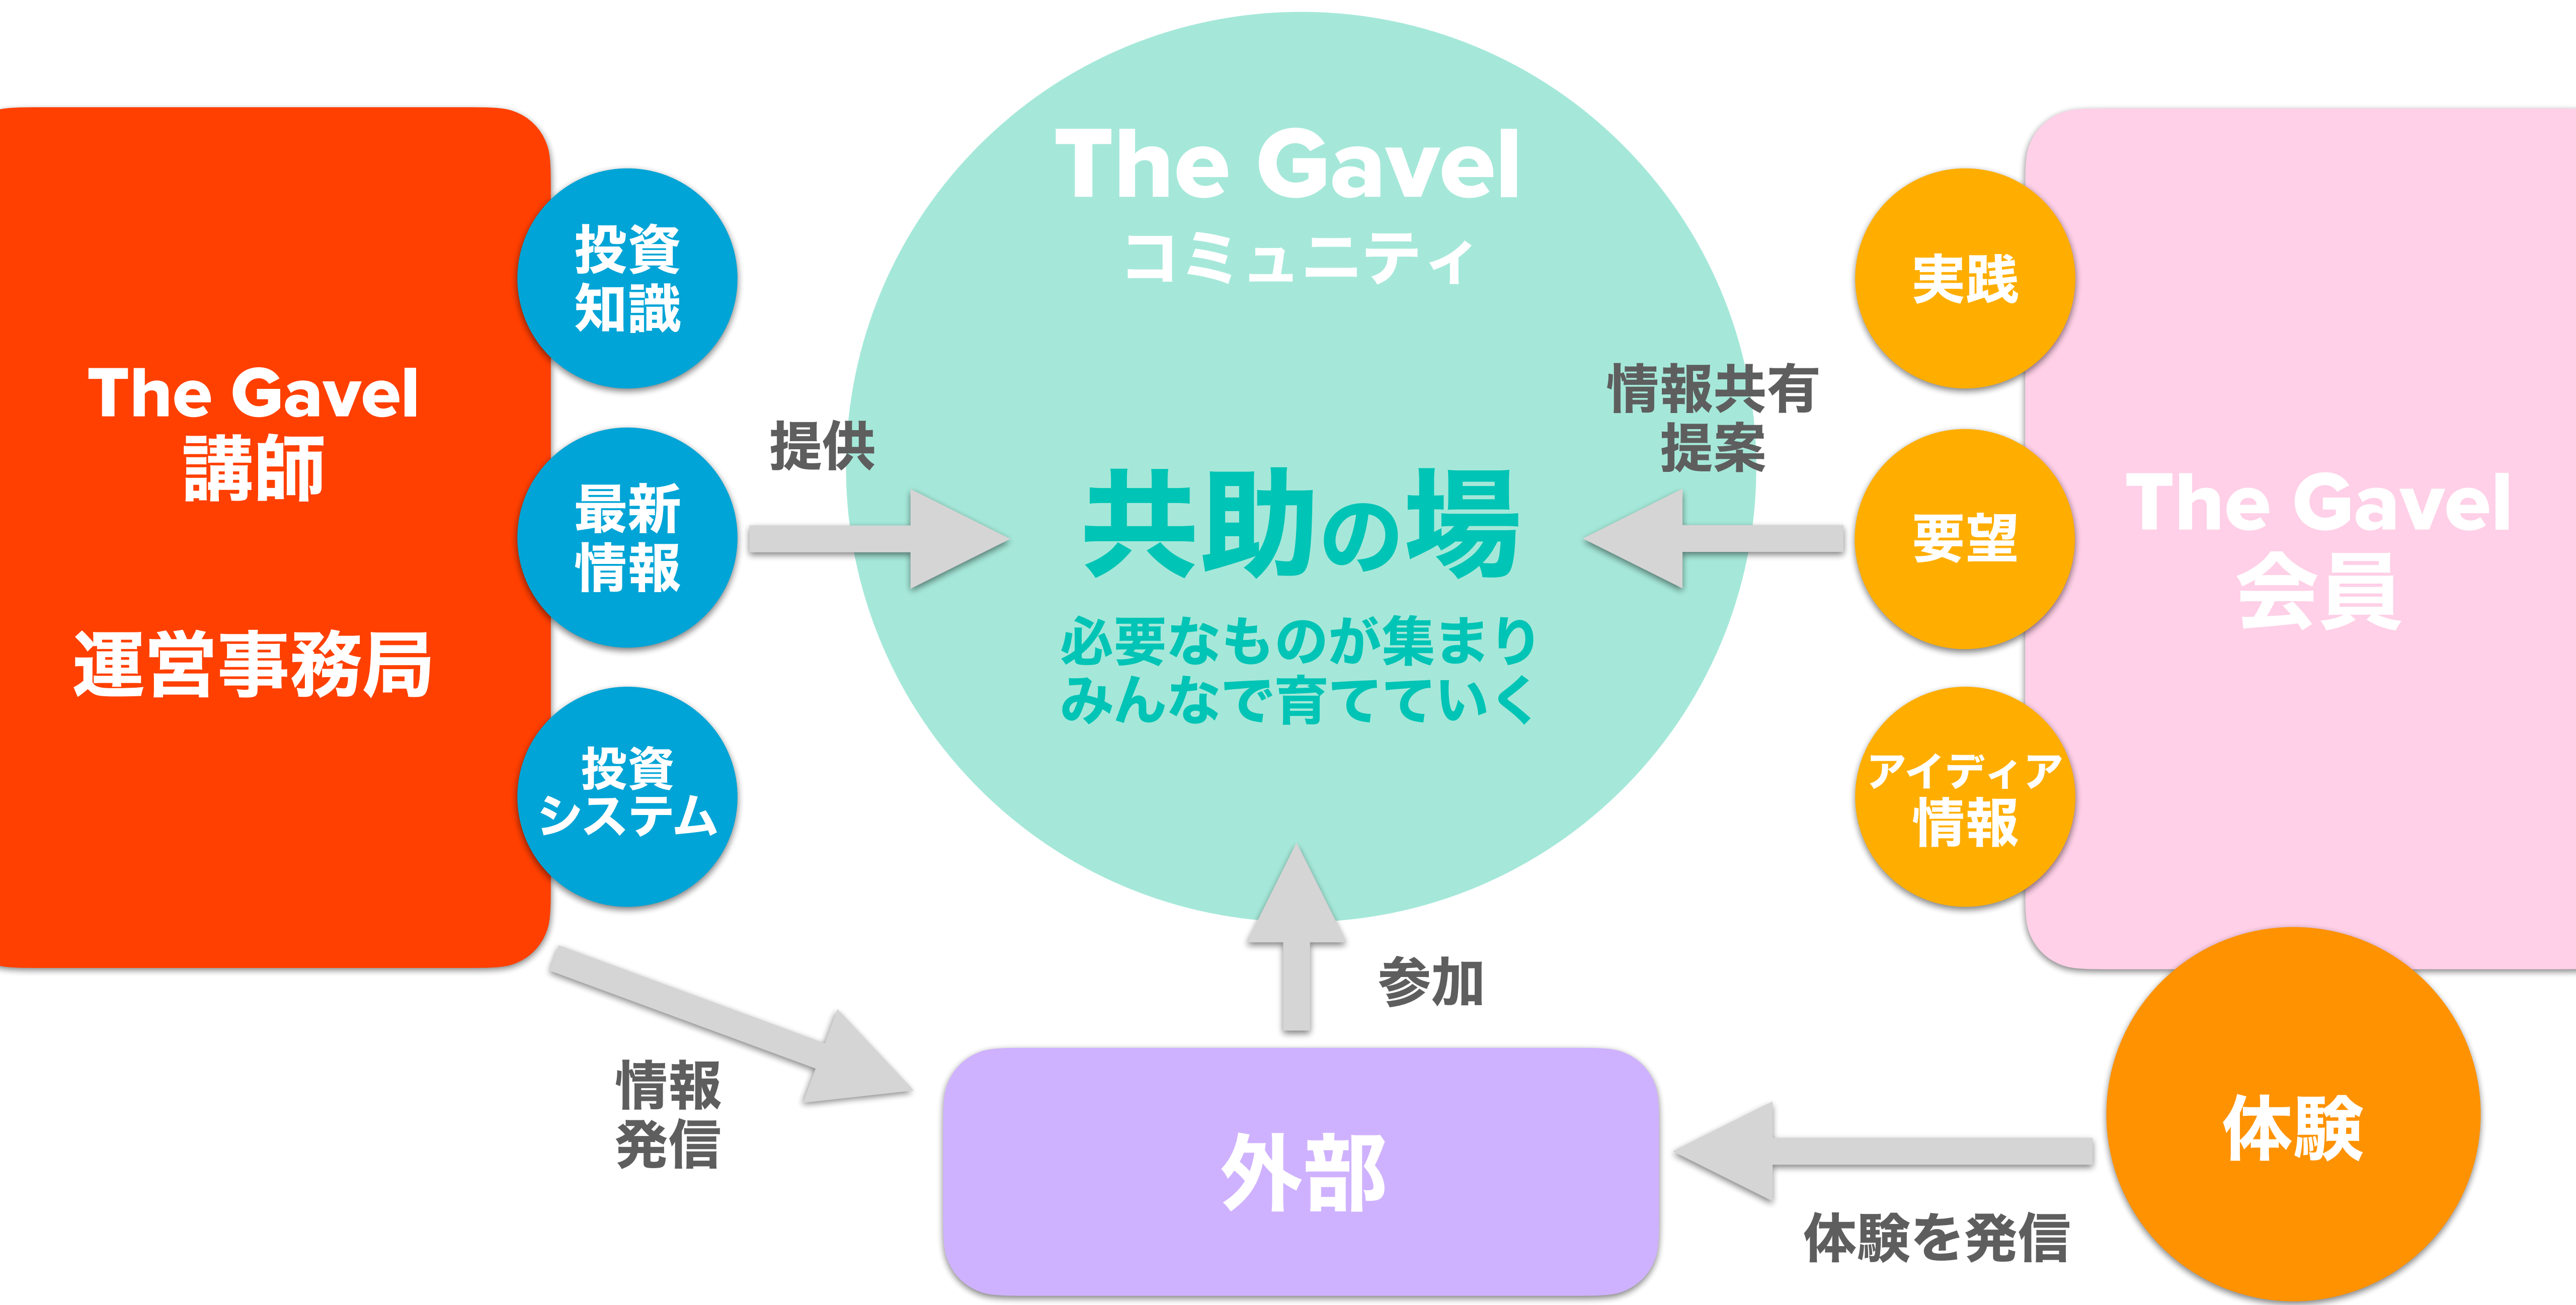 The Gavel
講師
運営事務局
投資
知識
最新
情報
投資
システム
提供
The Gavel
コミュニティ
共助の場
必要なものが集まり
みんなで育てていく
情報共有
提案
実践
要望
アイディア
情報
The Gavel
会員
情報
発信
参加
外部
体験
体験を発信